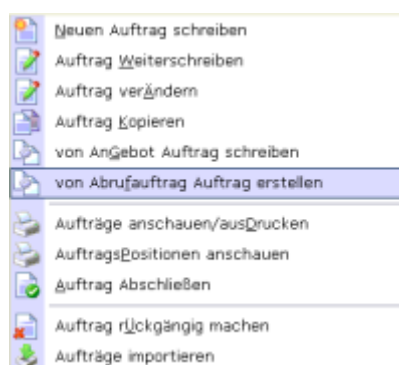 Neuen Auftrag schreiben
Auftrag Weiterschreiben
Auftrag verÄndern
Auftrag Kopieren
von AnGebot Auftrag schreiben
von Abrufauftrag Auftrag erstellen
Aufträge anschauen/ausDrucken
AuftragsPositionen anschauen
Auftrag Abschließen
Auftrag rÜckgängig machen
Aufträge importieren